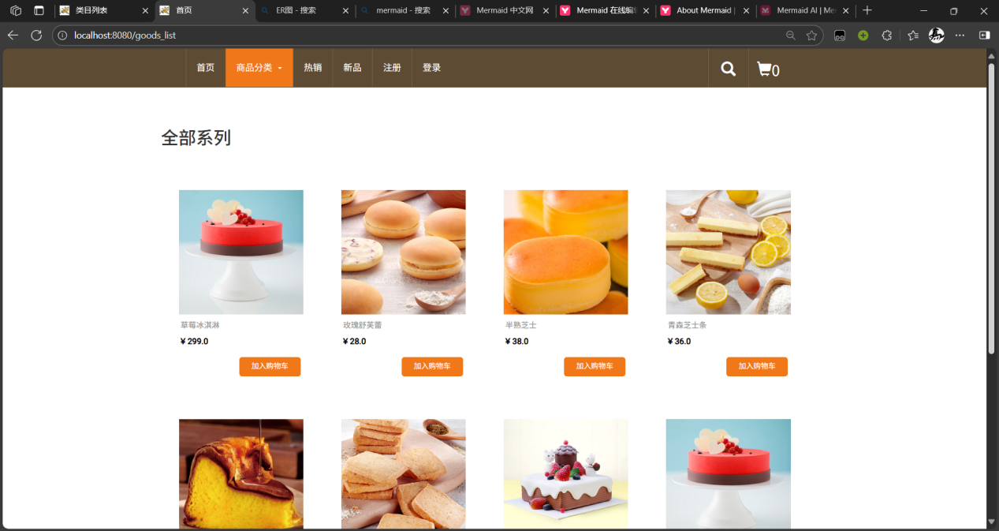 类目列表
首页
ER图 - 搜索
mermaid - 搜索
Mermaid 中文网
Mermaid 在线编辑
About Mermaid |
Mermaid AI | Me
localhost:8080/goods_list
首页
商品分类
热销
新品
注册
登录
0
全部系列
草莓冰淇淋
玫瑰舒芙蕾
半熟芝士
青森芝士条
¥ 299.0
¥ 28.0
¥ 38.0
¥ 36.0
加入购物车
加入购物车
加入购物车
加入购物车